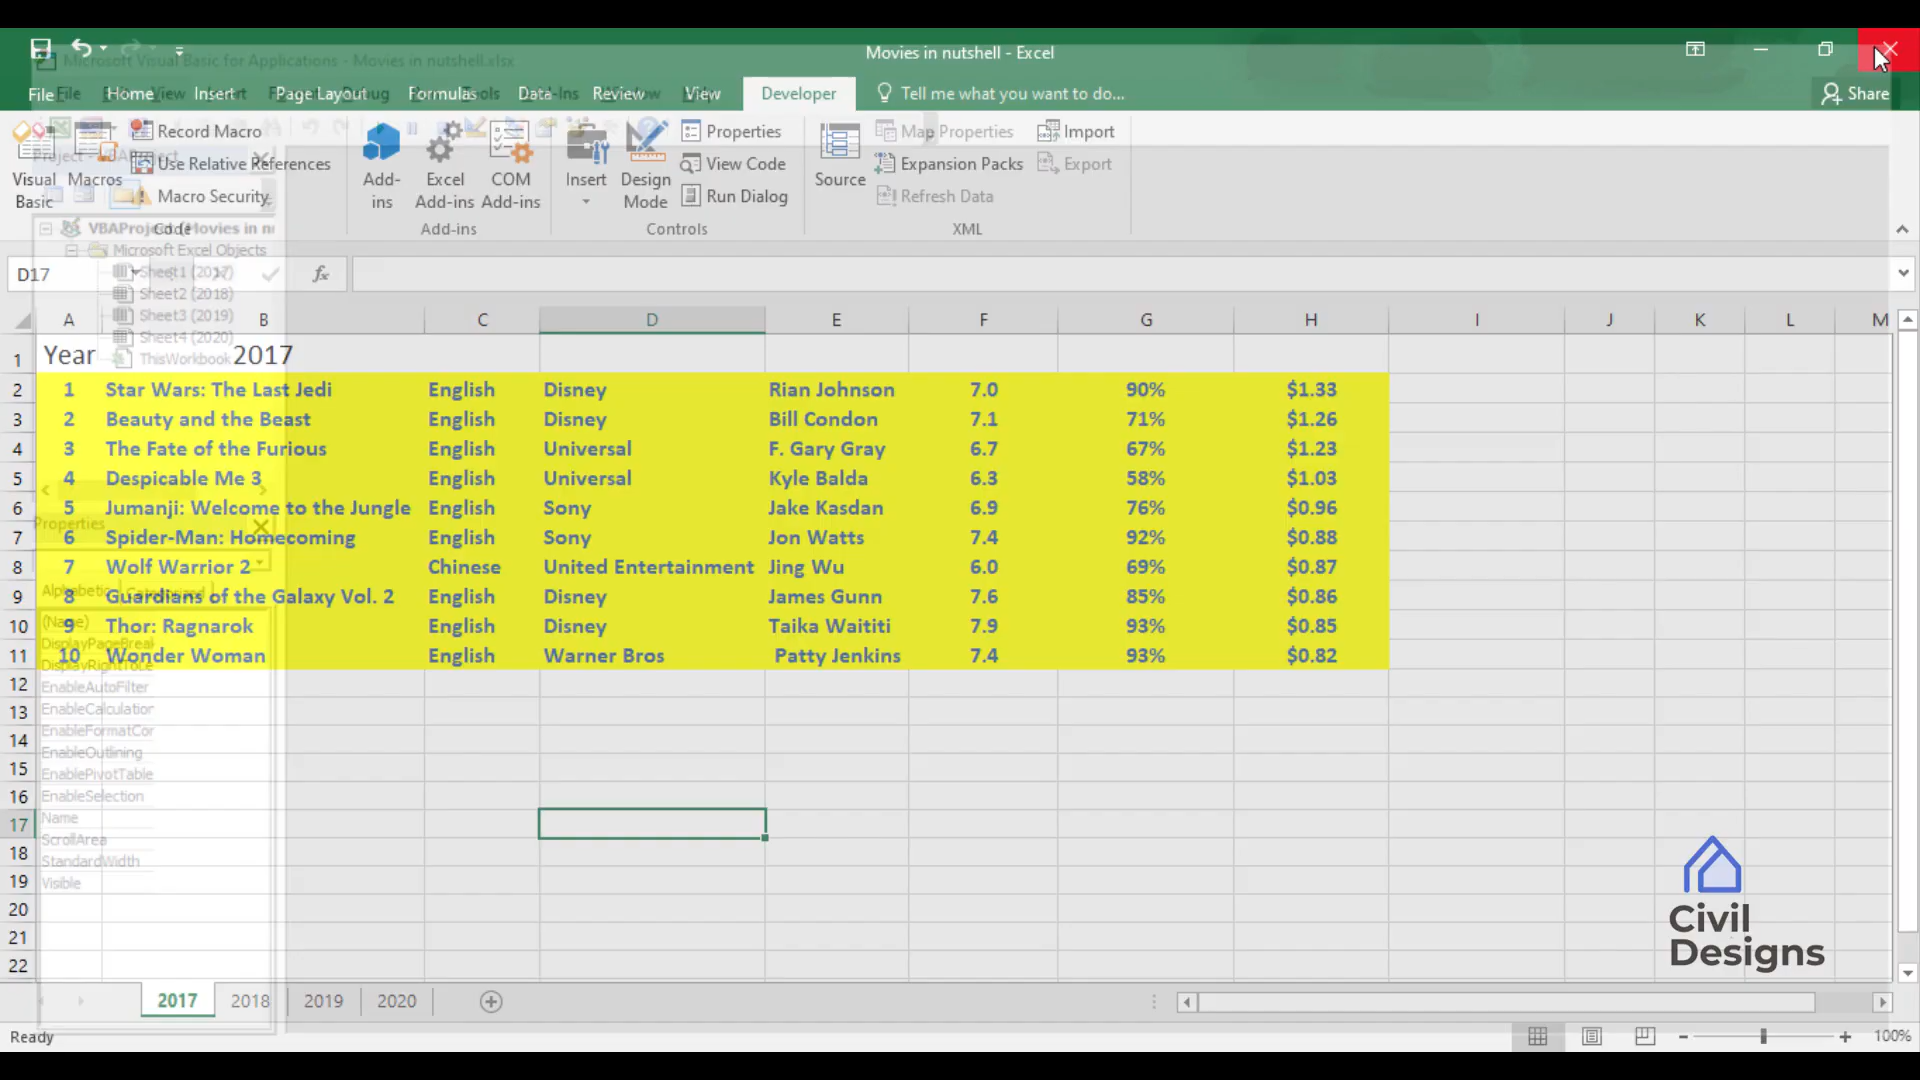 Movies in nutshell - Excel
Microsoft Visual Basic for Applications - Movies in nutshell.xlsx
File Home Insert Page Layout Formulas Data Review View Developer Tell me what you want to do... Share
Visual Basic Macros Record Macro Use Relative References Macro Security
Code
Add-ins Excel Add-ins COM Add-ins
Add-ins
Insert Design Mode Properties View Code Run Dialog
Controls
Source Map Properties Expansion Packs Refresh Data Import Export
XML
VBAProject (Movies in nu
Microsoft Excel Objects
Sheet1 (2017)
Sheet2 (2018)
Sheet3 (2019)
Sheet4 (2020)
ThisWorkbook
D17 fx
A B C D E F G H I J K L M
1 Year 2017
2 1 Star Wars: The Last Jedi English Disney Rian Johnson 7.0 90% $1.33
3 2 Beauty and the Beast English Disney Bill Condon 7.1 71% $1.26
4 3 The Fate of the Furious English Universal F. Gary Gray 6.7 67% $1.23
5 4 Despicable Me 3 English Universal Kyle Balda 6.3 58% $1.03
6 5 Jumanji: Welcome to the Jungle English Sony Jake Kasdan 6.9 76% $0.96
Properties
7 6 Spider-Man: Homecoming English Sony Jon Watts 7.4 92% $0.88
8 7 Wolf Warrior 2 Chinese United Entertainment Jing Wu 6.0 69% $0.87
Alphabetic Categorized
9 8 Guardians of the Galaxy Vol. 2 English Disney James Gunn 7.6 85% $0.86
(Name)
10 9 Thor: Ragnarok English Disney Taika Waititi 7.9 93% $0.85
DisplayPageBreak
11 10 Wonder Woman English Warner Bros Patty Jenkins 7.4 93% $0.82
DisplayRightToLe
12 EnableAutoFilter
13 EnableCalculation
14 EnableFormatCor
EnableOutlining
15 EnablePivotTable
16 EnableSelection
17 Name
18 ScrollArea
StandardWidth
19 Visible
20
21
22
Civil
Designs
2017 2018 2019 2020
Ready 100%